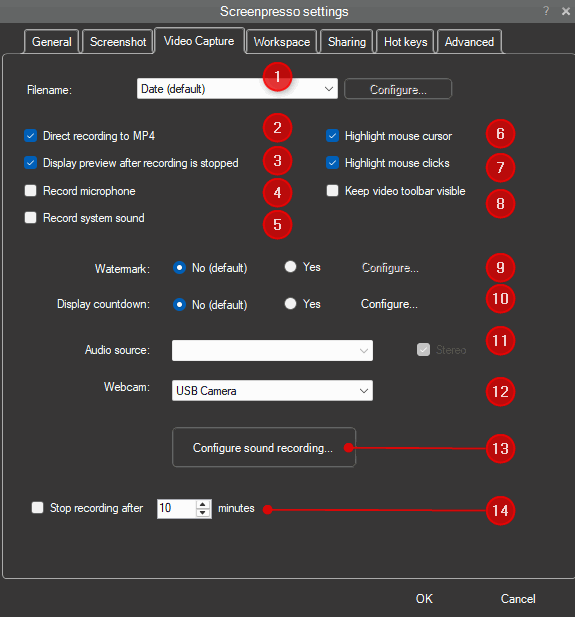 Screenpresso settings ? ×
General Screenshot Video Capture Workspace Sharing Hot keys Advanced
1
Filename: Date (default) Configure...
2
Direct recording to MP4 Highlight mouse cursor 6
Display preview after recording is stopped 3 Highlight mouse clicks 7
Record microphone 4 Keep video toolbar visible 8
Record system sound 5
Watermark: No (default) Yes Configure... 9
Display countdown: No (default) Yes Configure... 10
Audio source: Stereo 11
Webcam: USB Camera 12
Configure sound recording... 13
Stop recording after 10 minutes 14
OK Cancel